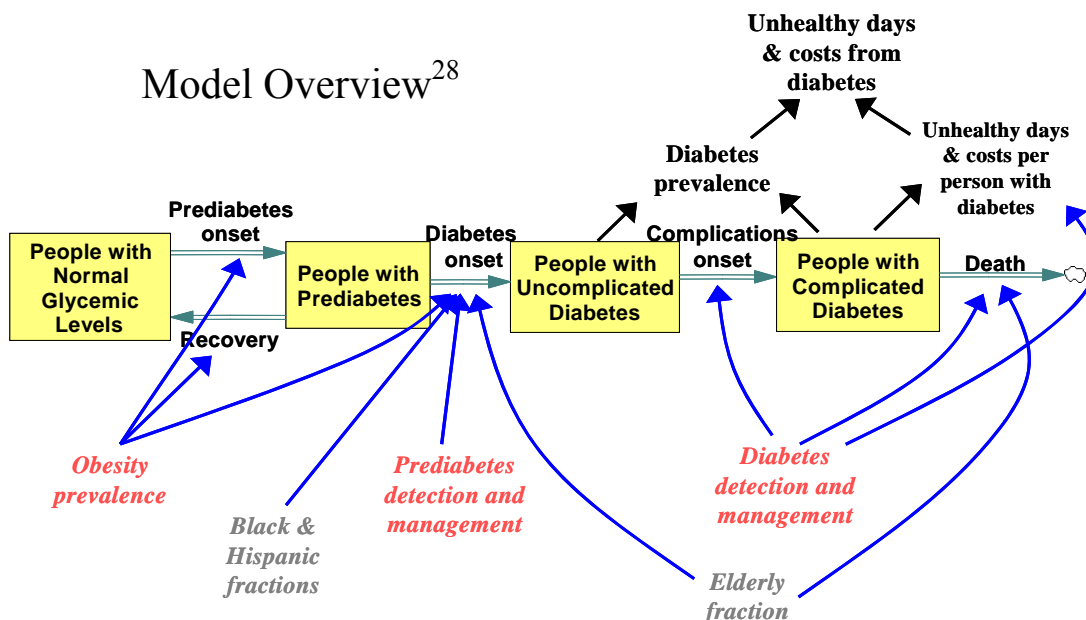 Model Overview28
Unhealthy days
& costs from
diabetes
Diabetes
prevalence
Unhealthy days
& costs per
person with
diabetes
Prediabetes
onset
Diabetes
onset
Complications
onset
Death
People with
Normal
Glycemic
Levels
People with
Prediabetes
People with
Uncomplicated
Diabetes
People with
Complicated
Diabetes
Recovery
Obesity
prevalence
Prediabetes
detection and
management
Diabetes
detection and
management
Black &
Hispanic
fractions
Elderly
fraction